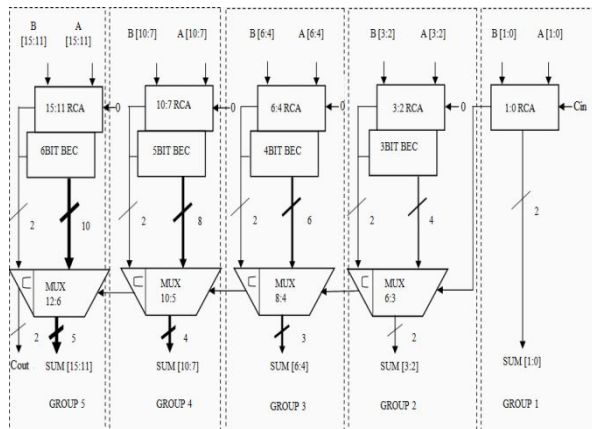 B A B [10:7] A [10:7] B [6:4] A [6:4] B [3:2] A [3:2] B [1:0] A [1:0]
[15:11] [15:11]
15:11 RCA 0 10:7 RCA 0 6:4 RCA 0 3:2 RCA 0 1:0 RCA Cin
6BIT BEC 5BIT BEC 4BIT BEC 3BIT BEC
2 10 2 8 2 6 2 4 2
MUX MUX MUX MUX
12:6 10:5 8:4 6:3
2 5 4 3 2
Cout SUM [15:11] SUM [10:7] SUM [6:4] SUM [3:2] SUM [1:0]
GROUP 5 GROUP 4 GROUP 3 GROUP 2 GROUP 1